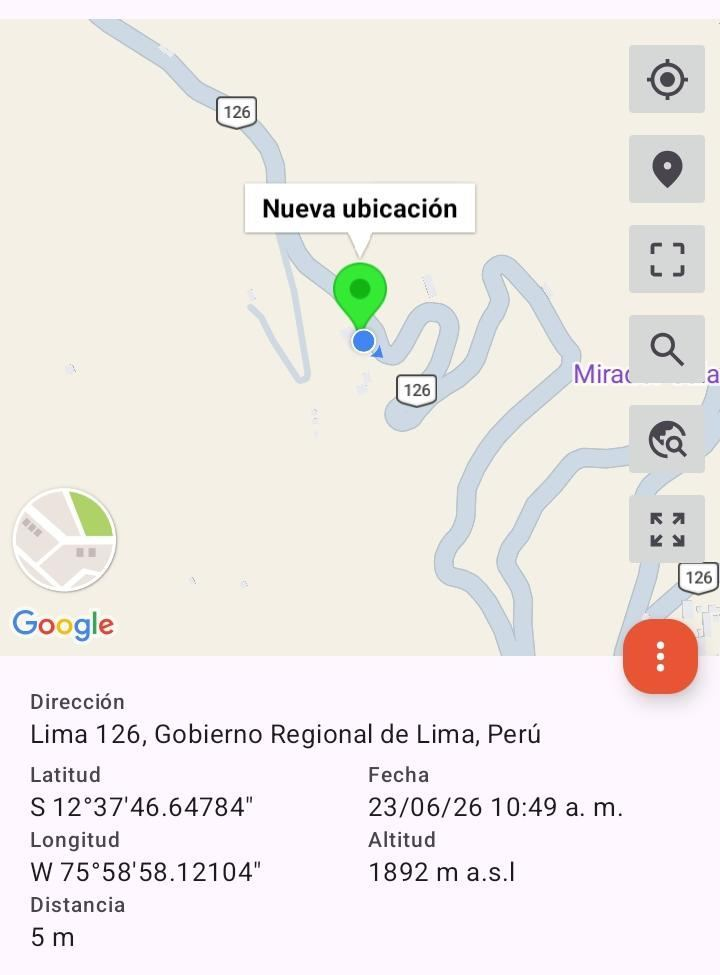 126
Nueva ubicación
126
Mirad
126
Google
Dirección
Lima 126, Gobierno Regional de Lima, Perú
Latitud
S 12°37'46.64784"
Fecha
23/06/26 10:49 a. m.
Longitud
W 75°58'58.12104"
Altitud
1892 m a.s.l
Distancia
5 m